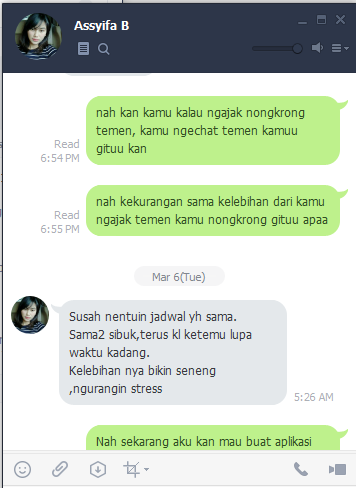 Assyifa B
nah kan kamu kalau ngajak nongkrong
temen, kamu ngechat temen kamuu
gituu kan
Read
6:54 PM
nah kekurangan sama kelebihan dari kamu
ngajak temen kamu nongkrong gituu apaa
Read
6:55 PM
Mar 6(Tue)
Susah nentuin jadwal yh sama.
Sama2 sibuk,terus kl ketemu lupa
waktu kadang.
Kelebihan nya bikin seneng
,ngurangin stress
5:26 AM
Nah sekarang aku kan mau buat aplikasi